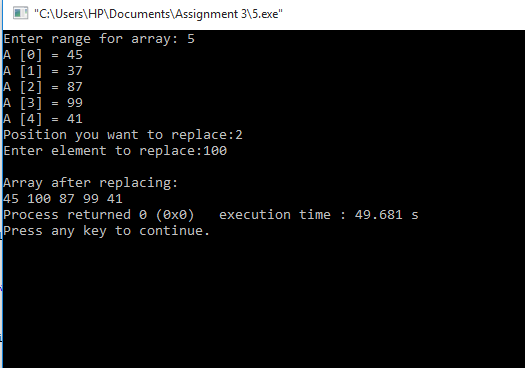 "C:\Users\HP\Documents\Assignment 3\5.exe"
Enter range for array: 5
A [0] = 45
A [1] = 37
A [2] = 87
A [3] = 99
A [4] = 41
Position you want to replace:2
Enter element to replace:100
Array after replacing:
45 100 87 99 41
Process returned 0 (0x0)   execution time : 49.681 s
Press any key to continue.